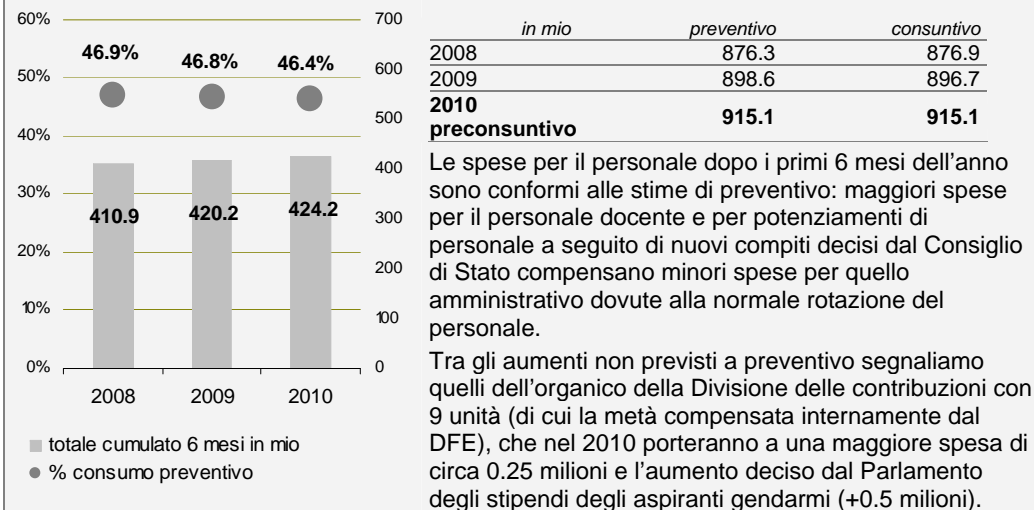 60%
50%
40%
30%
20%
10%
0%
700
600
500
400
300
200
100
0
46.9%
46.8%
46.4%
410.9
420.2
424.2
2008
2009
2010
totale cumulato 6 mesi in mio
% consumo preventivo
in mio preventivo consuntivo
2008 876.3 876.9
2009 898.6 896.7
2010
preconsuntivo 915.1 915.1
Le spese per il personale dopo i primi 6 mesi dell'anno
sono conformi alle stime di preventivo: maggiori spese
per il personale docente e per potenziamenti di
personale a seguito di nuovi compiti decisi dal Consiglio
di Stato compensano minori spese per quello
amministrativo dovute alla normale rotazione del
personale.
Tra gli aumenti non previsti a preventivo segnaliamo
quelli dell'organico della Divisione delle contribuzioni con
9 unità (di cui la metà compensata internamente dal
DFE), che nel 2010 porteranno a una maggiore spesa di
circa 0.25 milioni e l'aumento deciso dal Parlamento
degli stipendi degli aspiranti gendarmi (+0.5 milioni).